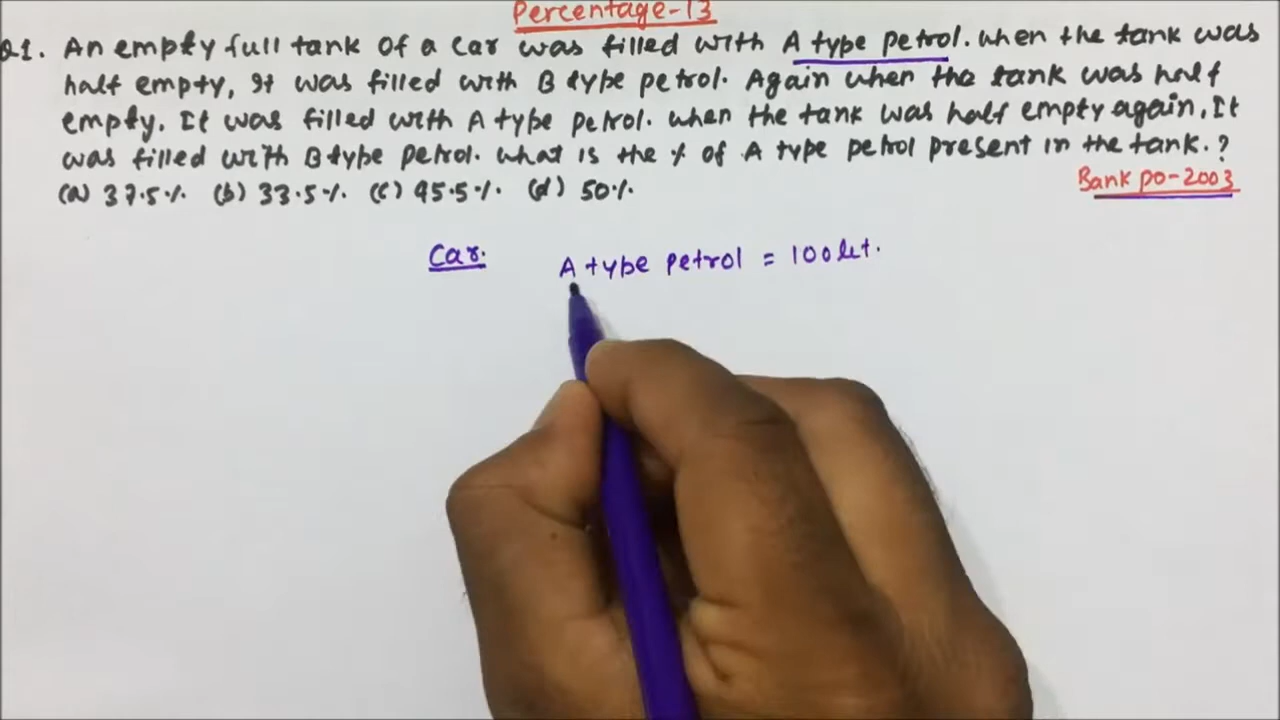 Percentage-13
Q1. An empty full tank of a car was filled with A type petrol. When the tank was
half empty, It was filled with B type petrol. Again when the tank was half
empty. It was filled with A type petrol. when the tank was half empty again, It
was filled with B type petrol. what is the % of A type petrol present in the tank.?
(a) 37.5% (b) 33.5% (c) 45.5% (d) 50%.
Bank PO-2003
Car. A type petrol = 100 let.